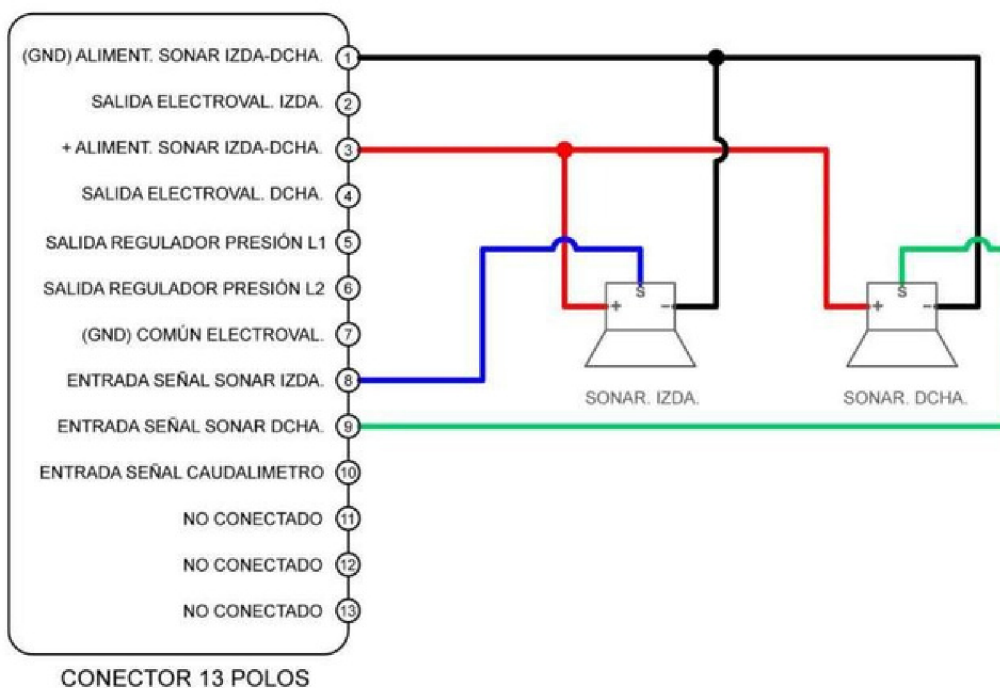 (GND) ALIMENT. SONAR IZDA-DCHA. 1
SALIDA ELECTROVAL. IZDA. 2
+ ALIMENT. SONAR IZDA-DCHA. 3
SALIDA ELECTROVAL. DCHA. 4
SALIDA REGULADOR PRESIÓN L1 5
SALIDA REGULADOR PRESIÓN L2 6
(GND) COMÚN ELECTROVAL. 7
ENTRADA SEÑAL SONAR IZDA. 8
ENTRADA SEÑAL SONAR DCHA. 9
ENTRADA SEÑAL CAUDALIMETRO 10
NO CONECTADO 11
NO CONECTADO 12
NO CONECTADO 13
CONECTOR 13 POLOS
+ S -
SONAR. IZDA.
+ S -
SONAR. DCHA.